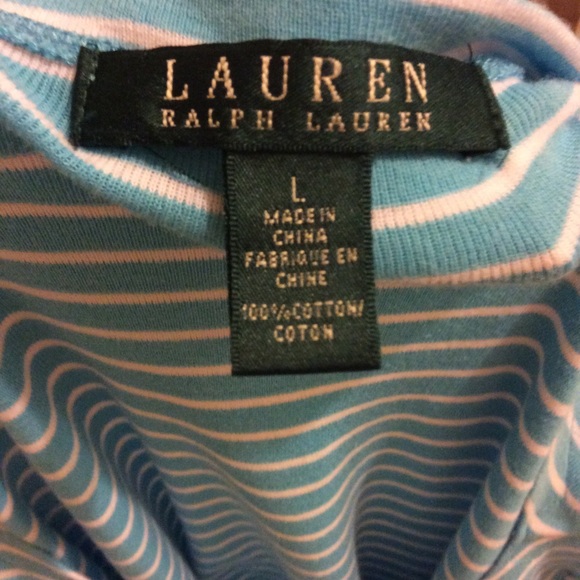 LAUREN
RALPH LAUREN
L
MADE IN
CHINA
FABRIQUE EN
CHINE
100% COTTON/
COTON